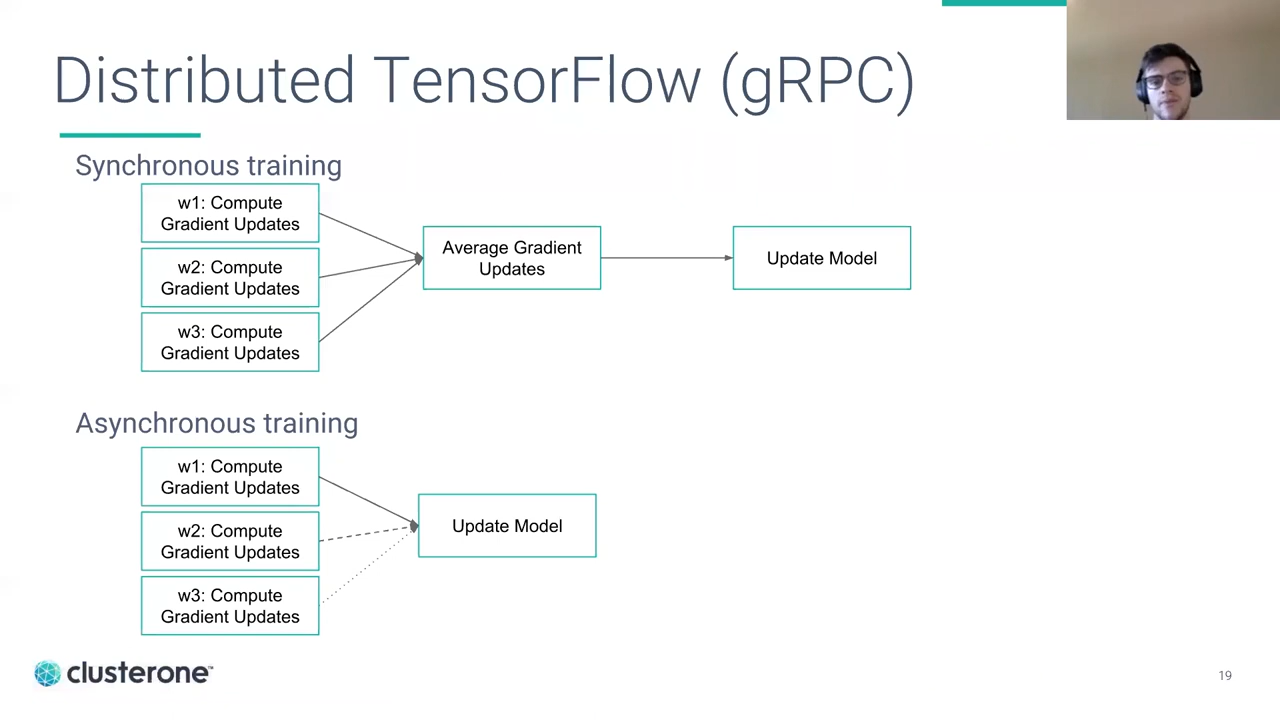 Distributed TensorFlow (gRPC)
Synchronous training
w1: Compute
Gradient Updates
w2: Compute
Gradient Updates
w3: Compute
Gradient Updates
Average Gradient
Updates
Update Model
Asynchronous training
w1: Compute
Gradient Updates
w2: Compute
Gradient Updates
w3: Compute
Gradient Updates
Update Model
clusterone™
19